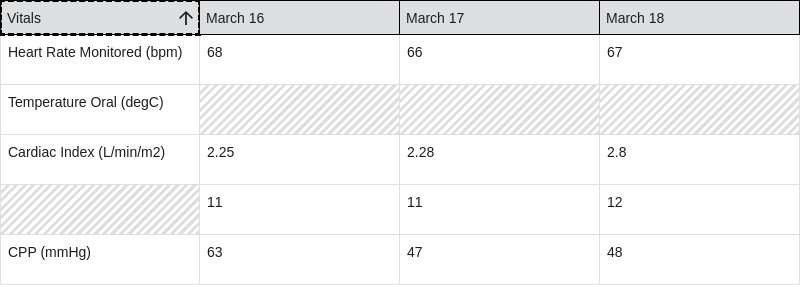 Vitals March 16 March 17 March 18
Heart Rate Monitored (bpm) 68 66 67
Temperature Oral (degC)
Cardiac Index (L/min/m2) 2.25 2.28 2.8
11 11 12
CPP (mmHg) 63 47 48